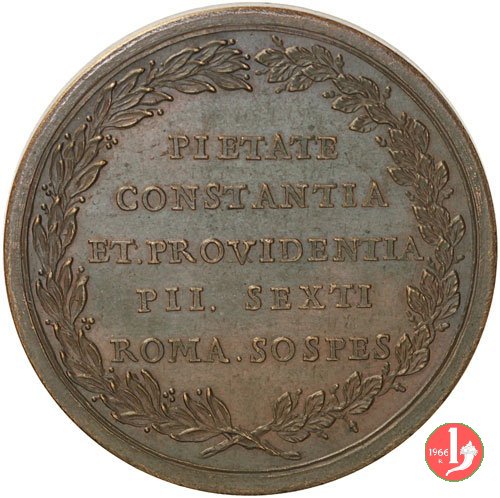 PIETATE
CONSTANTIA
ET. PROVIDENTIA
PII. SEXTI
ROMA. SOSPES
1966